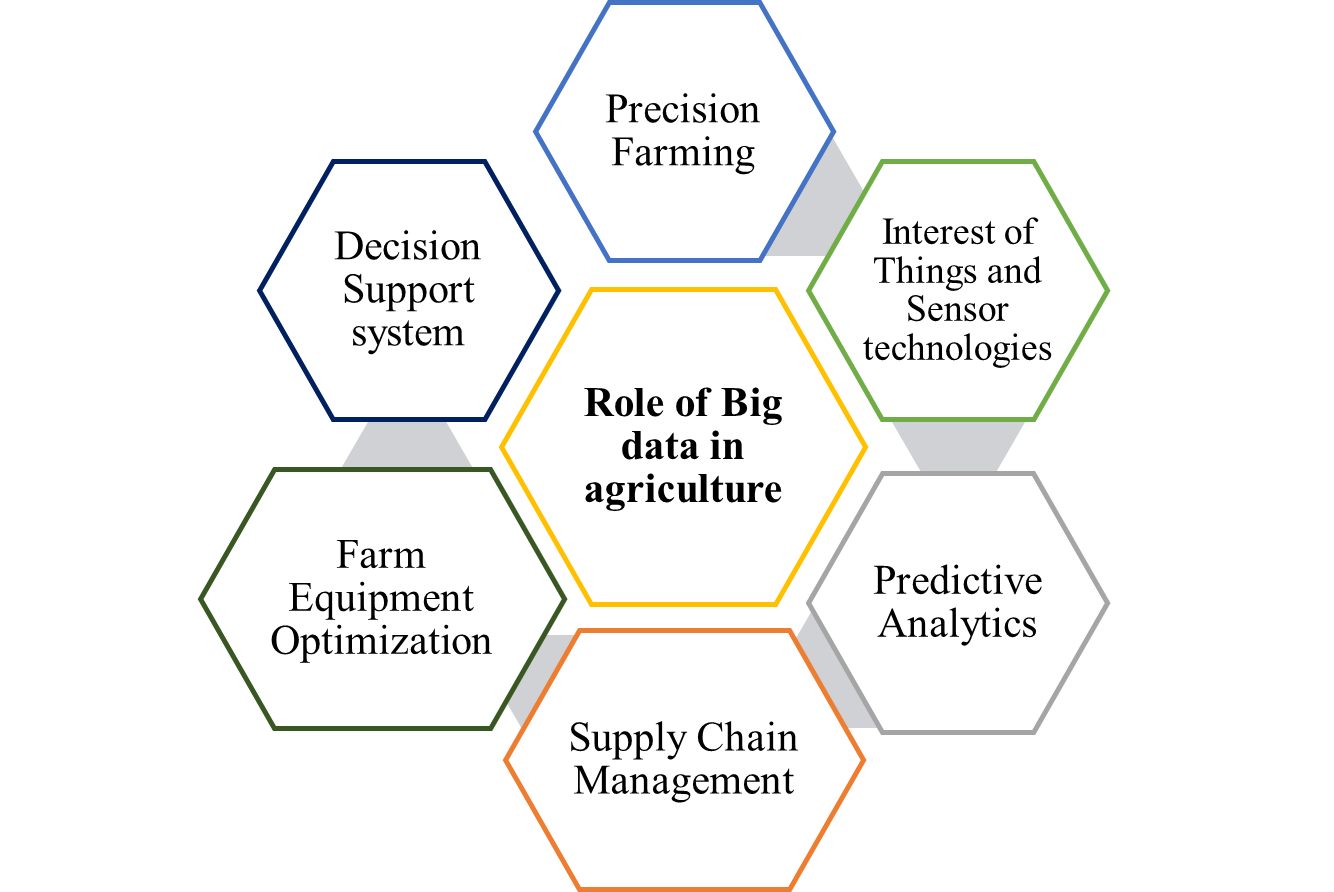 Precision
Farming
Interest of
Things and
Sensor
technologies
Predictive
Analytics
Supply Chain
Management
Farm
Equipment
Optimization
Decision
Support
system
Role of Big
data in
agriculture